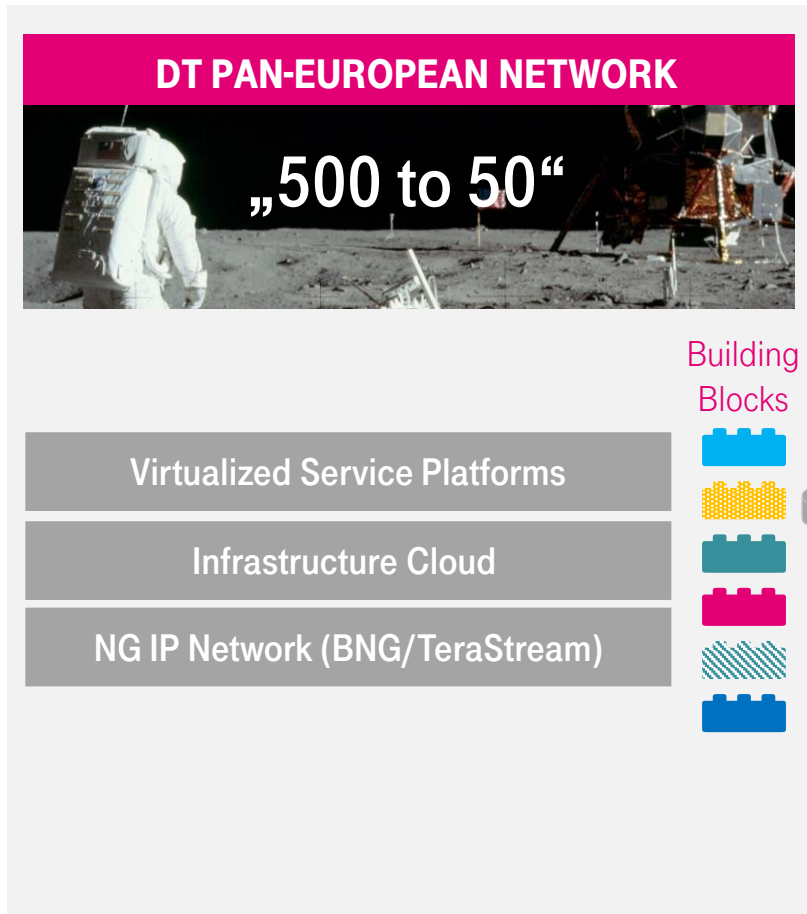 DT PAN-EUROPEAN NETWORK
„500 to 50“
Building
Blocks
Virtualized Service Platforms
Infrastructure Cloud
NG IP Network (BNG/TeraStream)